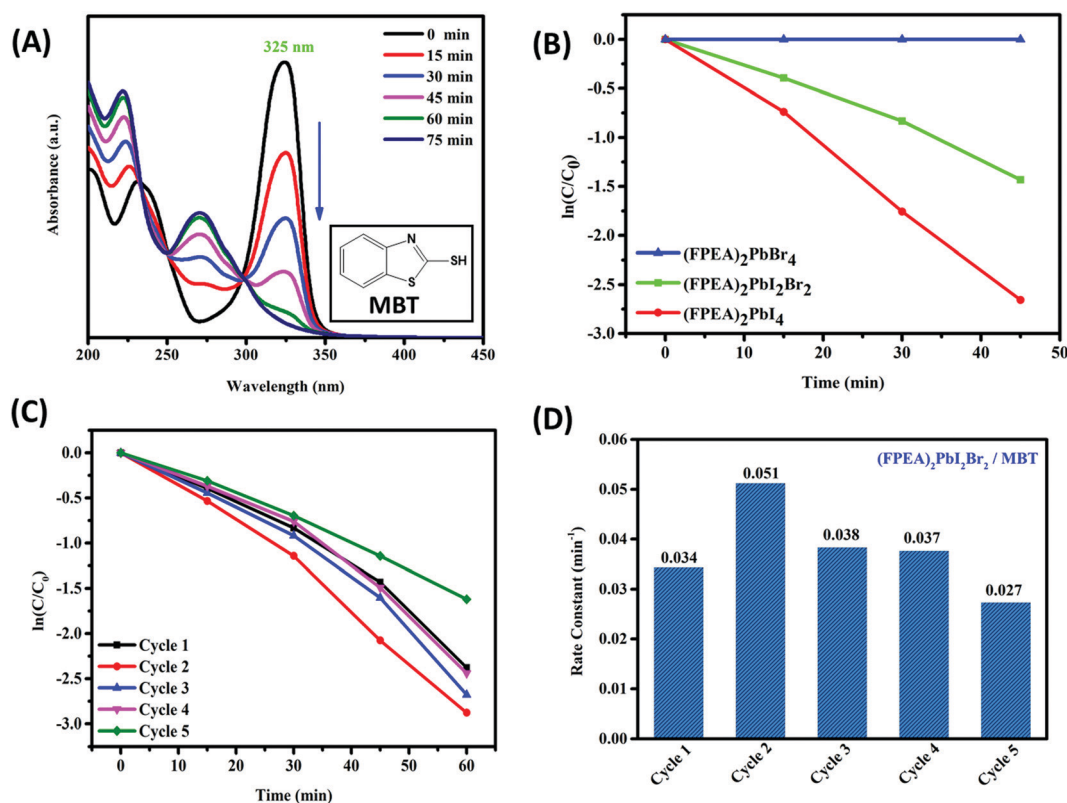 (A)
325 nm
0 min
15 min
30 min
45 min
60 min
75 min
Absorbance (a.u.)
N
SH
S
MBT
200 250 300 350 400 450
Wavelength (nm)
(B)
0.0
-0.5
-1.0
-1.5
-2.0
-2.5
-3.0
ln(C/C0)
(FPEA)2PbBr4
(FPEA)2PbI2Br2
(FPEA)2PbI4
0 10 20 30 40 50
Time (min)
(C)
0.0
-0.5
-1.0
-1.5
-2.0
-2.5
-3.0
ln(C/C0)
Cycle 1
Cycle 2
Cycle 3
Cycle 4
Cycle 5
0 10 20 30 40 50 60
Time (min)
(D)
0.06
0.05
0.04
0.03
0.02
0.01
0.00
Rate Constant (min-1)
(FPEA)2PbI2Br2 / MBT
0.034
0.051
0.038
0.037
0.027
Cycle 1
Cycle 2
Cycle 3
Cycle 4
Cycle 5